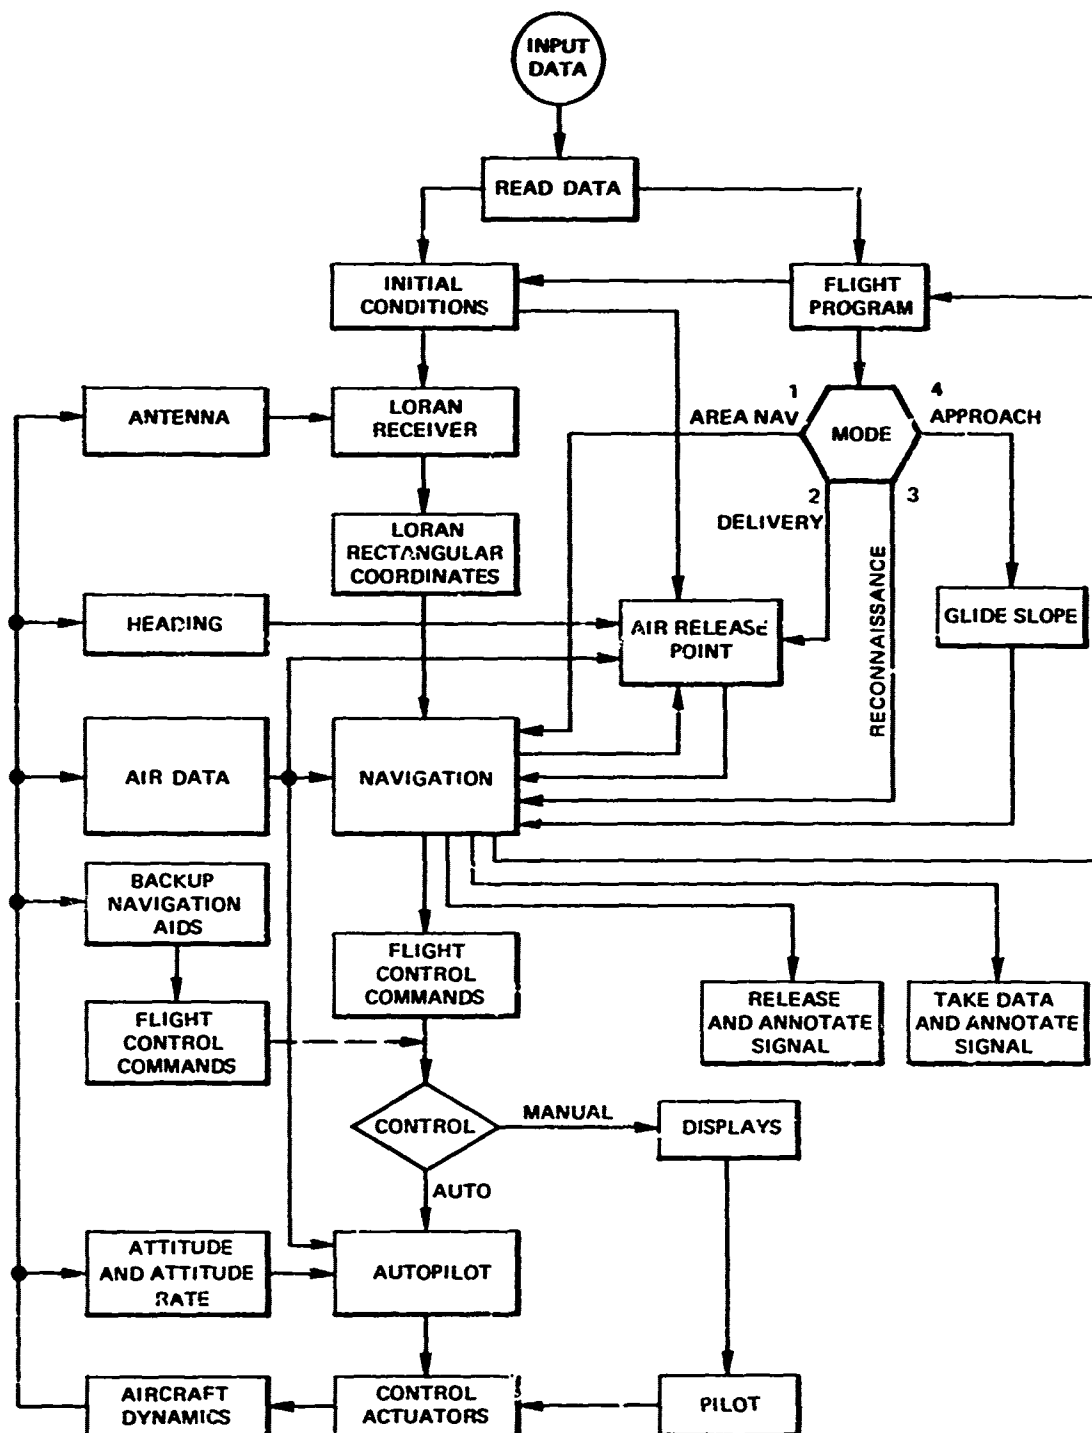 INPUT
DATA
READ DATA
INITIAL
CONDITIONS
FLIGHT
PROGRAM
ANTENNA
LORAN
RECEIVER
1
AREA NAV
MODE
4
APPROACH
2
DELIVERY
3
RECONNAISSANCE
LORAN
RECTANGULAR
COORDINATES
HEADING
AIR RELEASE
POINT
GLIDE SLOPE
AIR DATA
NAVIGATION
BACKUP
NAVIGATION
AIDS
FLIGHT
CONTROL
COMMANDS
FLIGHT
CONTROL
COMMANDS
RELEASE
AND ANNOTATE
SIGNAL
TAKE DATA
AND ANNOTATE
SIGNAL
CONTROL
MANUAL
DISPLAYS
AUTO
ATTITUDE
AND ATTITUDE
RATE
AUTOPILOT
AIRCRAFT
DYNAMICS
CONTROL
ACTUATORS
PILOT